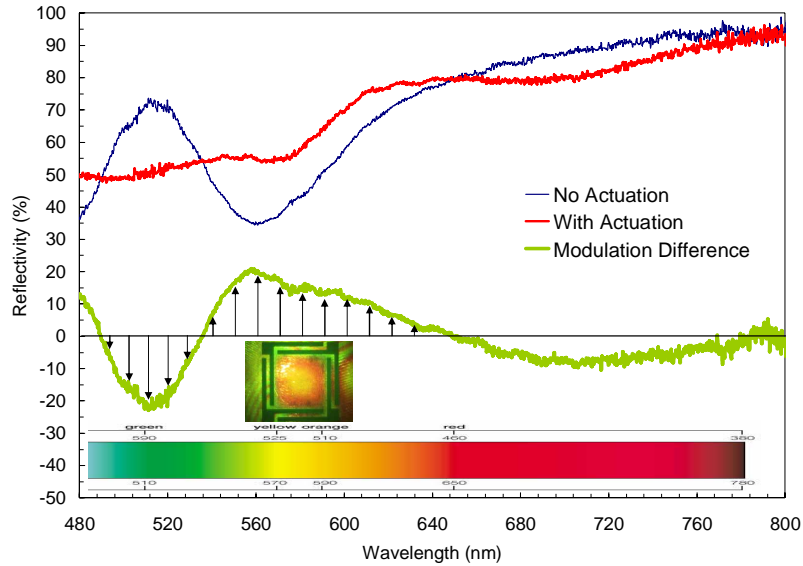 100
90
80
70
60
50
40
30
20
10
0
-10
-20
-30
-40
-50
Reflectivity (%)
No Actuation
With Actuation
Modulation Difference
green yellow orange red
590 525 510 460 380
510 570 590 650 780
480 520 560 600 640 680 720 760 800
Wavelength (nm)